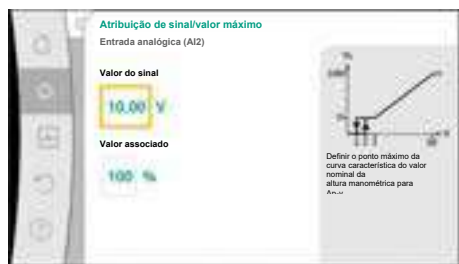 Atribuição de sinal/valor máximo
Entrada analógica (AI2)
Valor do sinal
10,00 V
Valor associado
100 %
Definir o ponto máximo da
curva característica do valor
nominal da
altura manométrica para